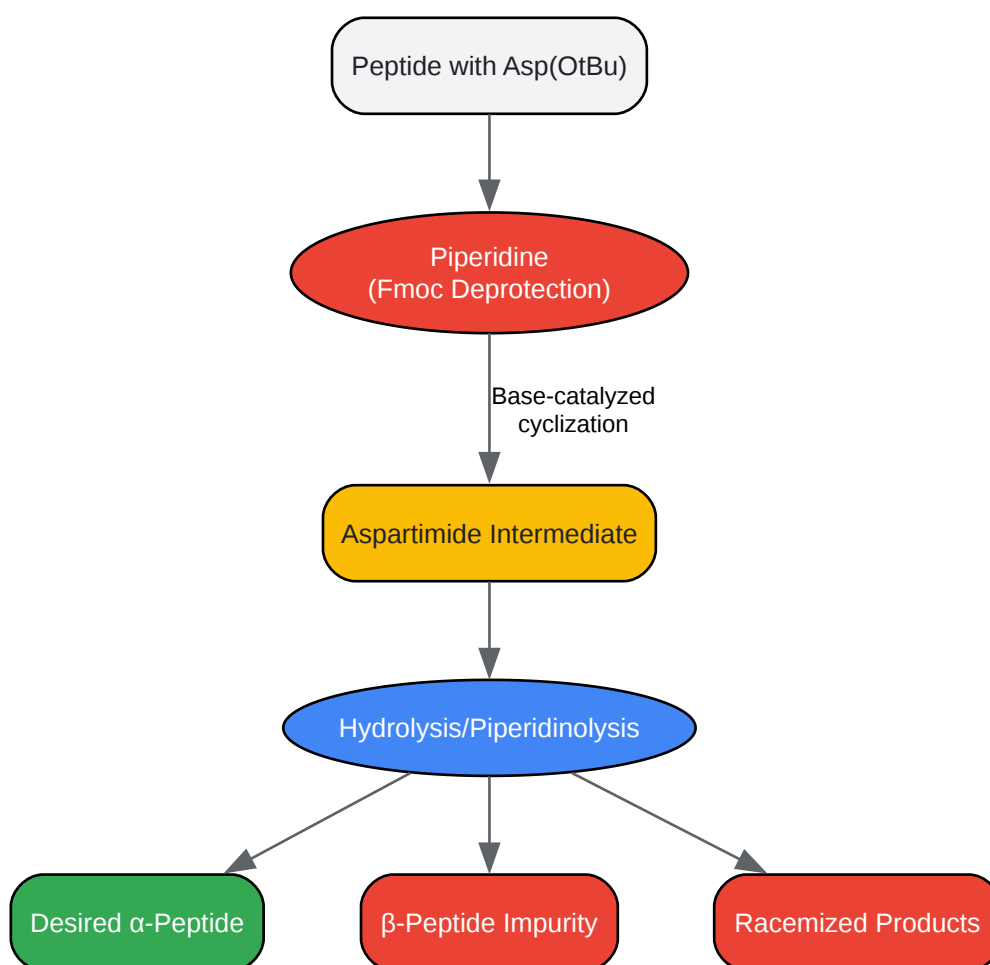 Peptide with Asp(OtBu)
Piperidine
(Fmoc Deprotection)
Base-catalyzed
cyclization
Aspartimide Intermediate
Hydrolysis/Piperidinolysis
Desired α-Peptide
β-Peptide Impurity
Racemized Products